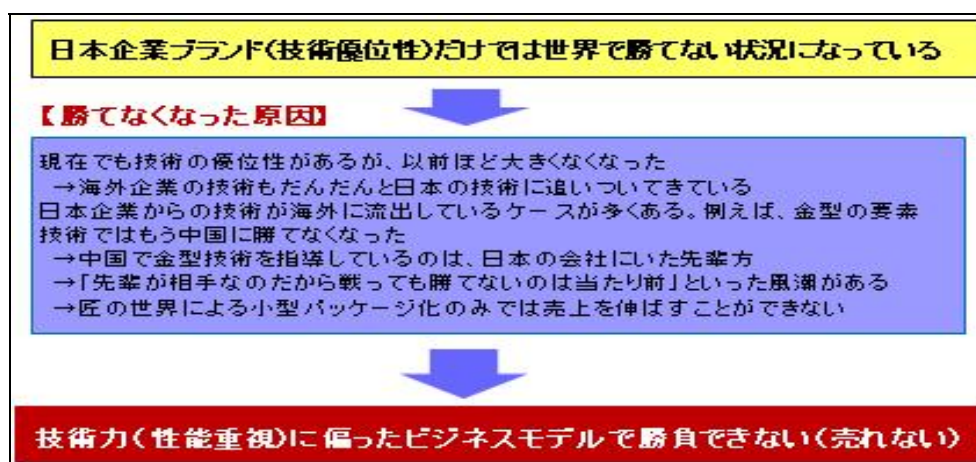 日本企業ブランド(技術優位性)だけでは世界で勝てない状況になっている
【勝てなくなった原因】
現在でも技術の優位性があるが、以前ほど大きくなくなった
→海外企業の技術もだんだんと日本の技術に追いついてきている
日本企業からの技術が海外に流出しているケースが多くある。例えば、金型の要素
技術ではもう中国に勝てなくなった
→中国で金型技術を指導しているのは、日本の会社にいた先輩方
→「先輩が相手なのだから戦っても勝てないのは当たり前」といった風潮がある
→匠の世界による小型パッケージ化のみでは売上を伸ばすことができない
技術力(性能重視)に偏ったビジネスモデルで勝負できない(売れない)